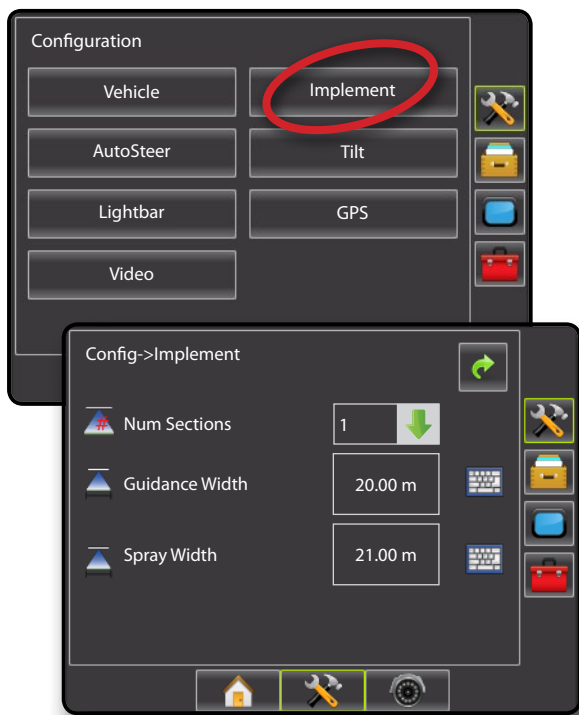 Configuration
Vehicle Implement
AutoSteer Tilt
Lightbar GPS
Video
Config->Implement
# Num Sections 1
Guidance Width 20.00 m
Spray Width 21.00 m